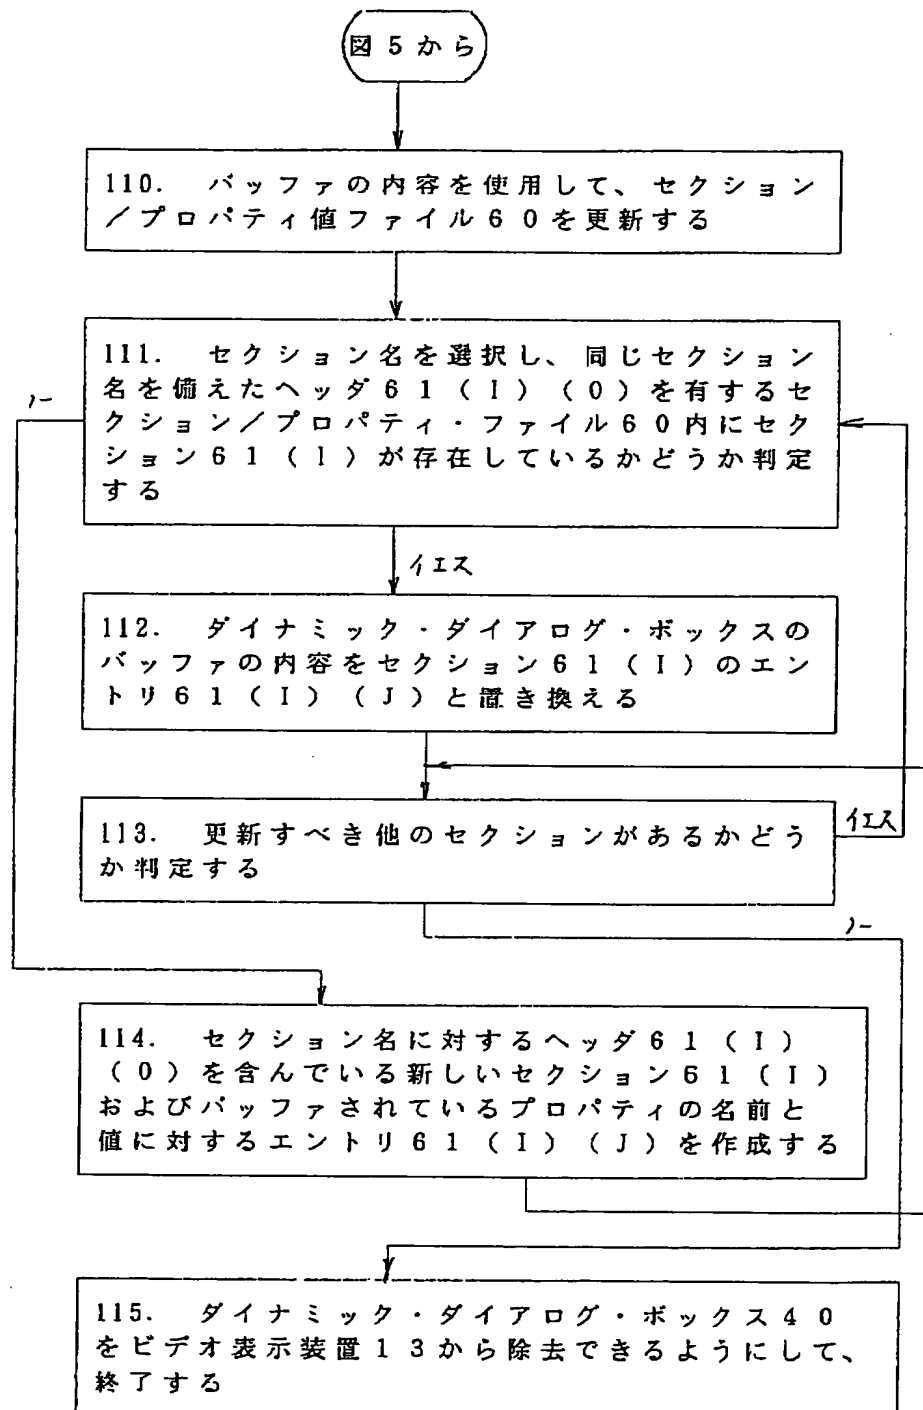 図5から
110. バッファの内容を使用して、セクション
/プロパティ値ファイル60を更新する
111. セクション名を選択し、同じセクション
名を備えたヘッダ61(I)(0)を有するセ
クション/プロパティ・ファイル60内にセク
ション61(I)が存在しているかどうか判定
する
ノー
イエス
112. ダイナミック・ダイアログ・ボックスの
バッファの内容をセクション61(I)のエン
トリ61(I)(J)と置き換える
113. 更新すべき他のセクションがあるかどう
か判定する
イエス
ノー
114. セクション名に対するヘッダ61(I)
(0)を含んでいる新しいセクション61(I)
およびバッファされているプロパティの名前と
値に対するエントリ61(I)(J)を作成する
115. ダイナミック・ダイアログ・ボックス40
をビデオ表示装置13から除去できるようにして、
終了する